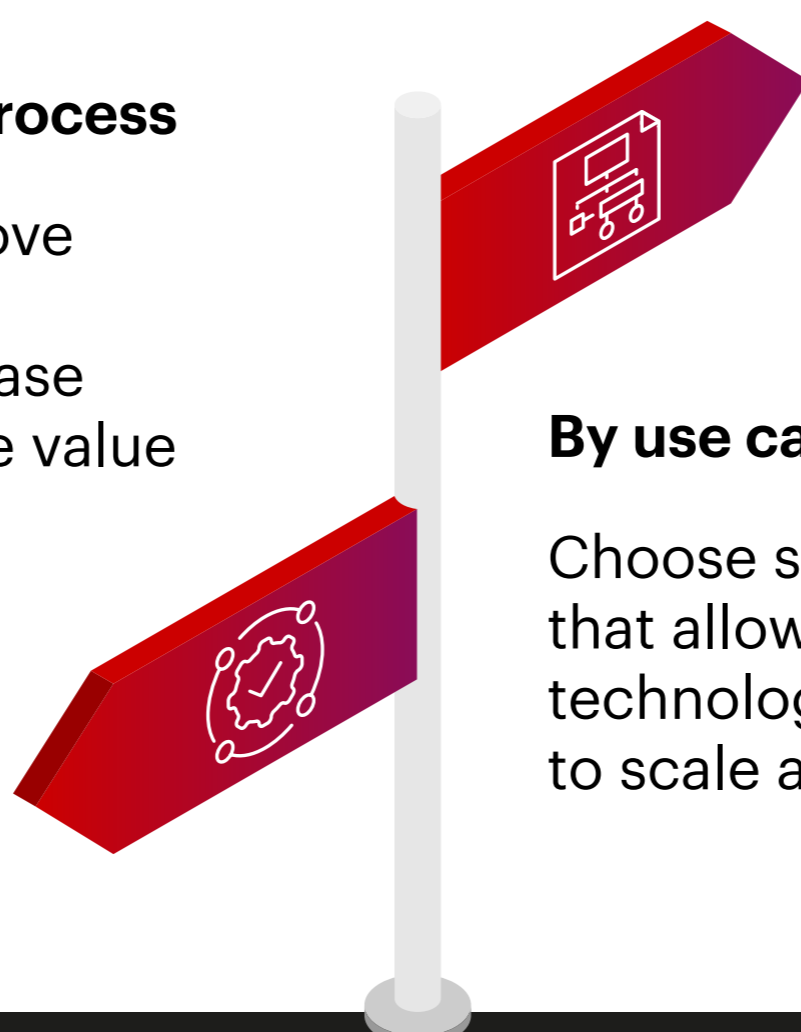 rocess
ove
ase
e value
By use ca
Choose s
that allow
technolog
to scale a